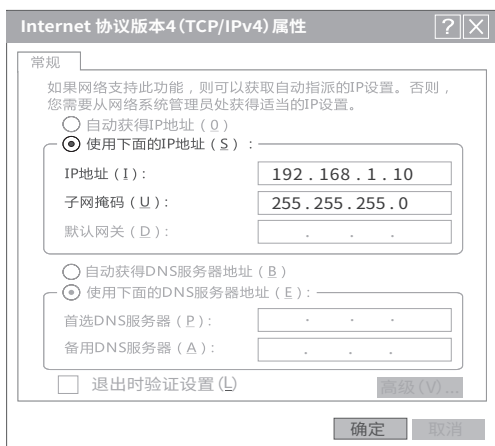 Internet 协议版本4(TCP/IPv4)属性
常规
如果网络支持此功能，则可以获取自动指派的IP设置。否则，
您需要从网络系统管理员处获得适当的IP设置。
自动获得IP地址(O)
使用下面的IP地址(S):
IP地址(I): 192.168.1.10
子网掩码(U): 255.255.255.0
默认网关(D): . . .
自动获得DNS服务器地址(B)
使用下面的DNS服务器地址(E):
首选DNS服务器(P): . . .
备用DNS服务器(A): . . .
退出时验证设置(L)
高级(V)...
确定 取消